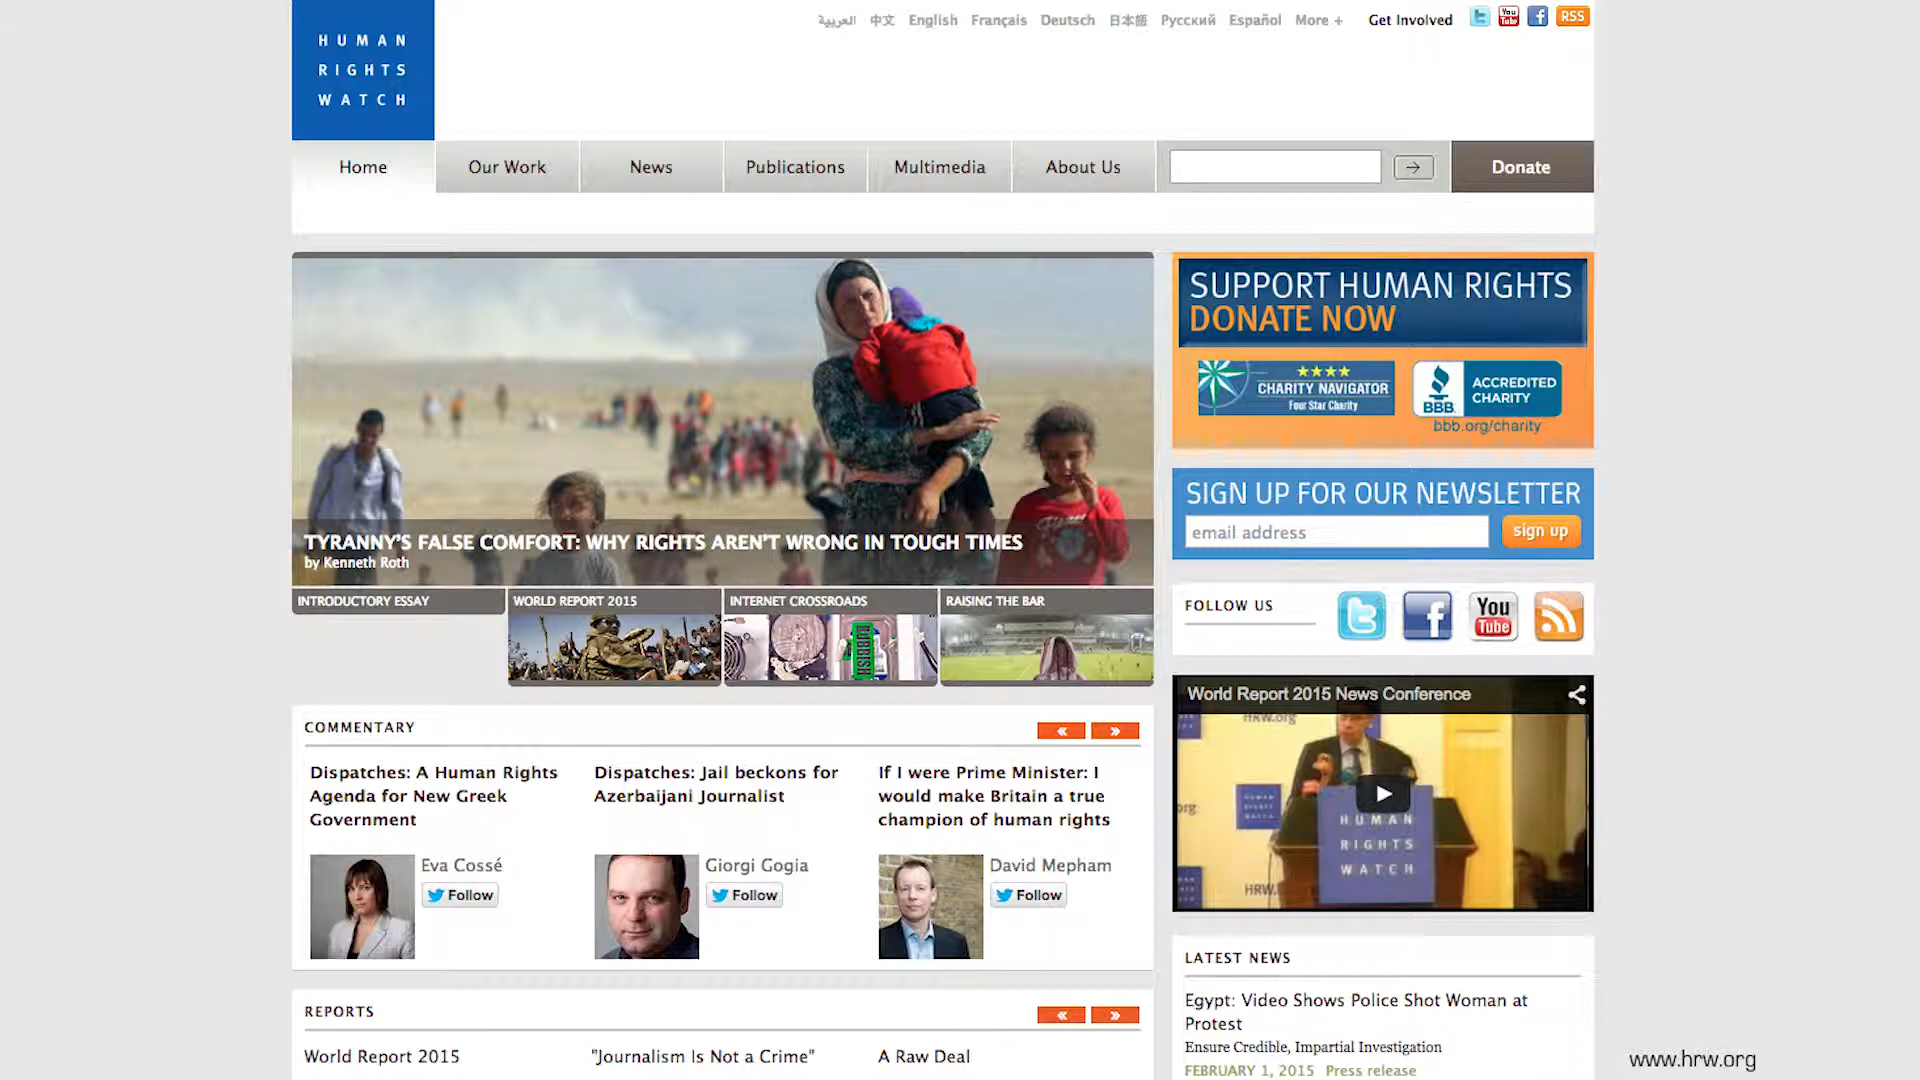 HUMAN
RIGHTS
WATCH
العربية 中文 English Français Deutsch 日本語 Русский Español More + Get Involved You Tube f RSS
Home Our Work News Publications Multimedia About Us → Donate
TYRANNY'S FALSE COMFORT: WHY RIGHTS AREN'T WRONG IN TOUGH TIMES
by Kenneth Roth
INTRODUCTORY ESSAY WORLD REPORT 2015 INTERNET CROSSROADS RAISING THE BAR
RUBBISH
SUPPORT HUMAN RIGHTS
DONATE NOW
CHARITY NAVIGATOR
Four Star Charity
BBB
ACCREDITED
CHARITY
bbb.org/charity
SIGN UP FOR OUR NEWSLETTER
email address sign up
FOLLOW US
You
Tube
World Report 2015 News Conference
HRW.org
HUMAN
RIGHTS
WATCH
COMMENTARY « »
Dispatches: A Human Rights
Agenda for New Greek
Government
Eva Cossé
Follow
Dispatches: Jail beckons for
Azerbaijani Journalist
Giorgi Gogia
Follow
If I were Prime Minister: I
would make Britain a true
champion of human rights
David Mepham
Follow
REPORTS « »
World Report 2015 "Journalism Is Not a Crime" A Raw Deal
LATEST NEWS
Egypt: Video Shows Police Shot Woman at
Protest
Ensure Credible, Impartial Investigation
FEBRUARY 1, 2015 Press release
www.hrw.org